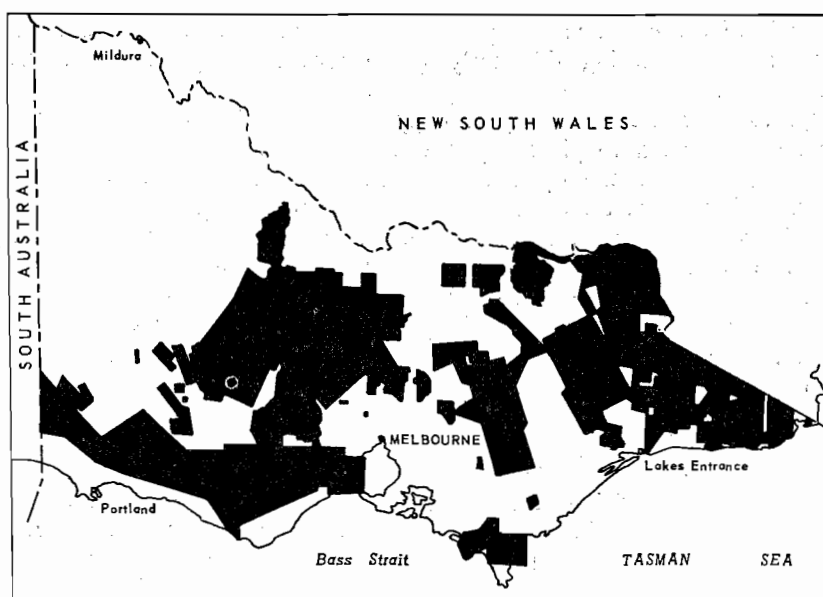 Mildura
NEW SOUTH WALES
SOUTH AUSTRALIA
MELBOURNE
Lakes Entrance
Portland
Bass Strait
TASMAN SEA